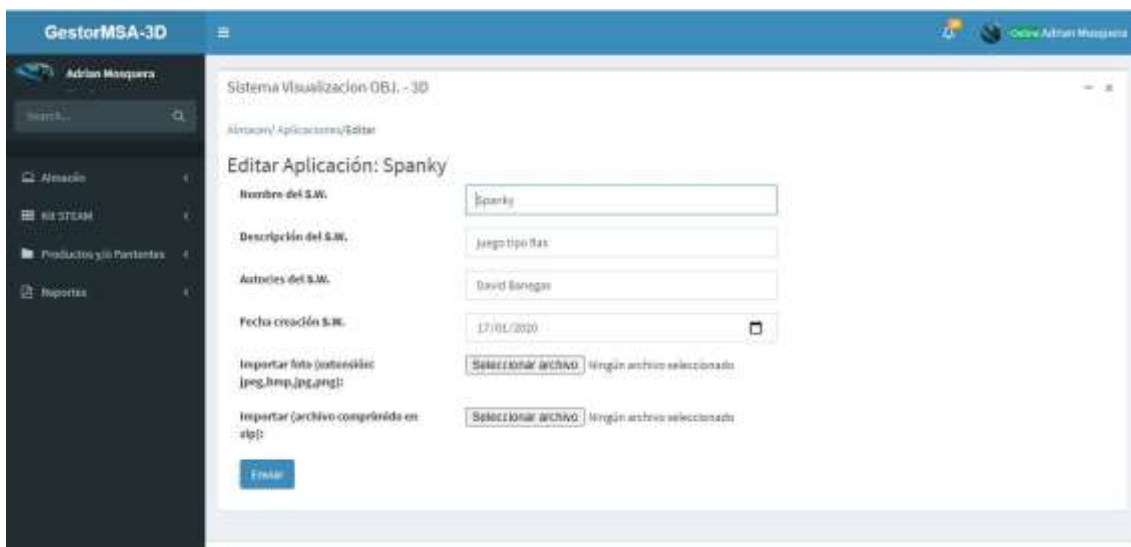 GestorMSA-3D
Online Adrian Mosquera
Adrian Mosquera
Search...
Almacén
Kit STEAM
Productos y/o
Reportes
Sistema Visualizacion OBJ. - 3D
Almacen/ Aplicaciones/Editar
Editar Aplicación: Spanky
Nombre del S.W.
Spanky
Descripción del S.W.
Juego tipo flas
Autor/es del S.W.
David Banegas
Fecha creación S.W.
17/01/2020
Importar foto (extensión:
jpeg,bmp,jpg,png):
Seleccionar archivo Ningún archivo seleccionado
Importar (archivo comprimido en
zip):
Seleccionar archivo Ningún archivo seleccionado
Enviar